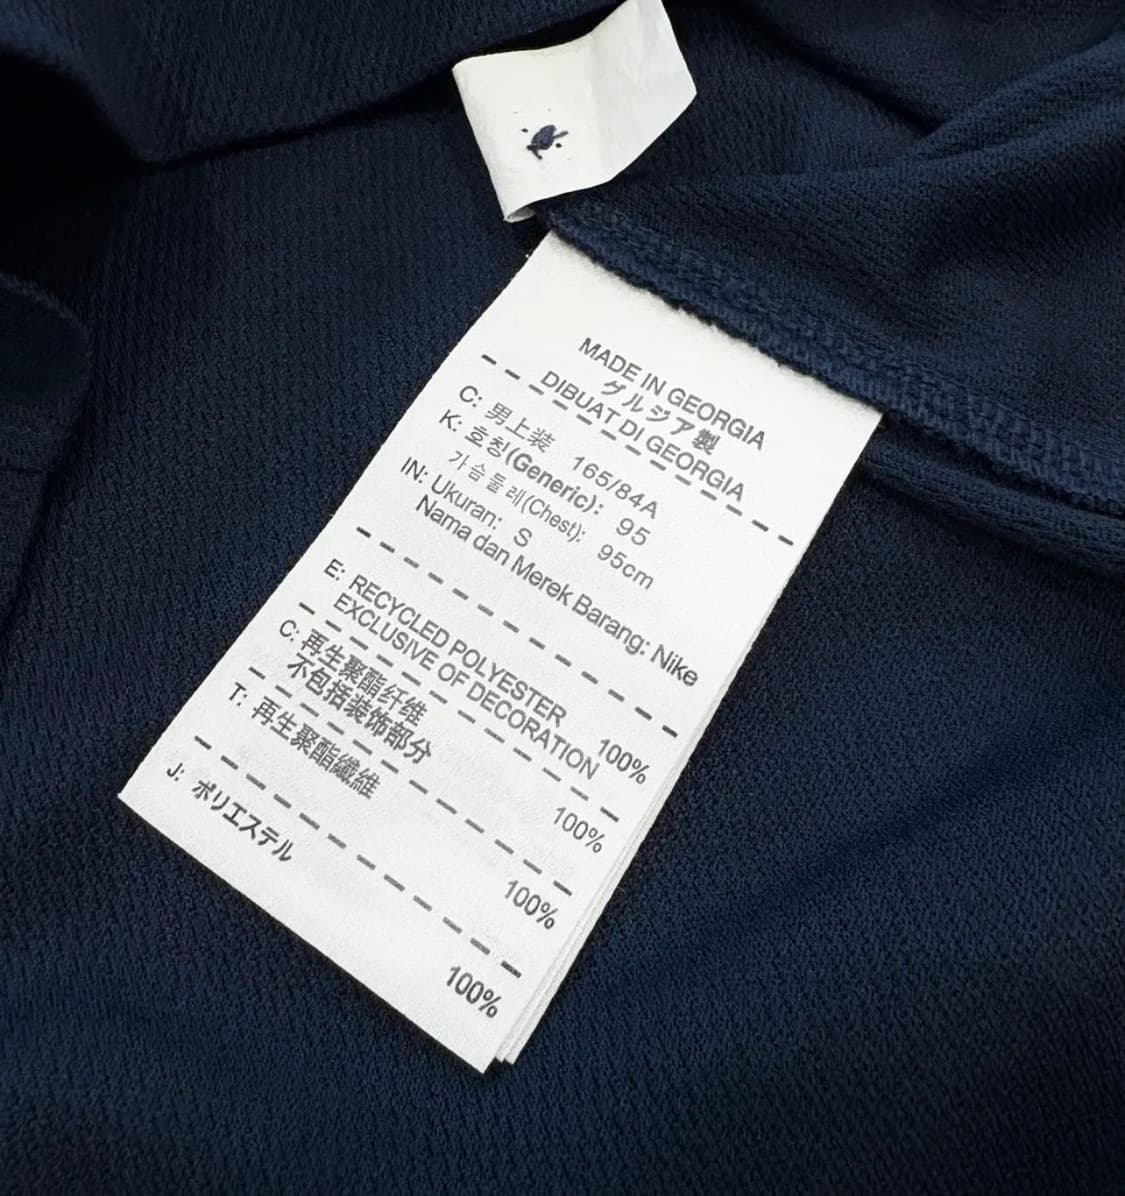 MADE IN GEORGIA
グルジア製
DIBUAT DI GEORGIA
C: 男上装 165/84A
K: 호칭(Generic): 95
가슴둘레(Chest): 95cm
IN: Ukuran: S
Nama dan Merek Barang: Nike
E: RECYCLED POLYESTER 100%
EXCLUSIVE OF DECORATION
C: 再生聚酯纤维 100%
不包括装饰部分
T: 再生聚酯纖維 100%
J: ポリエステル 100%